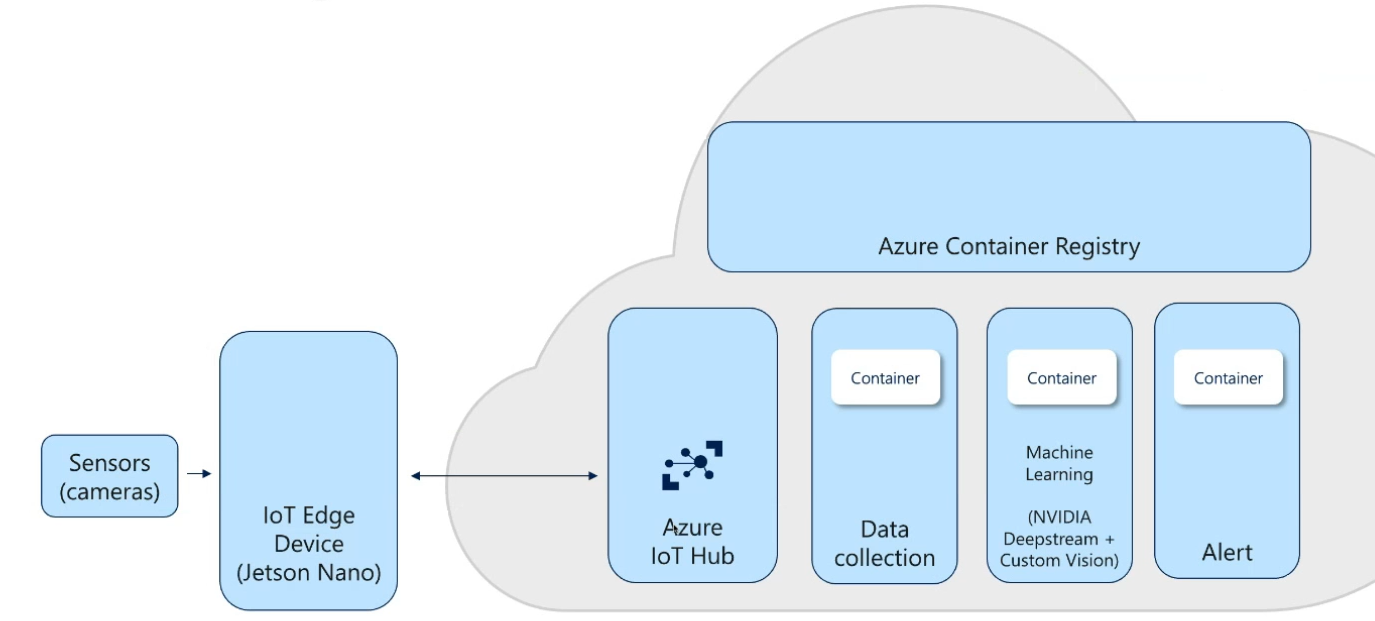 Azure Container Registry
Sensors
(cameras)
IoT Edge
Device
(Jetson Nano)
Azure
IoT Hub
Container
Data
collection
Container
Machine
Learning
(NVIDIA
Deepstream +
Custom Vision)
Container
Alert